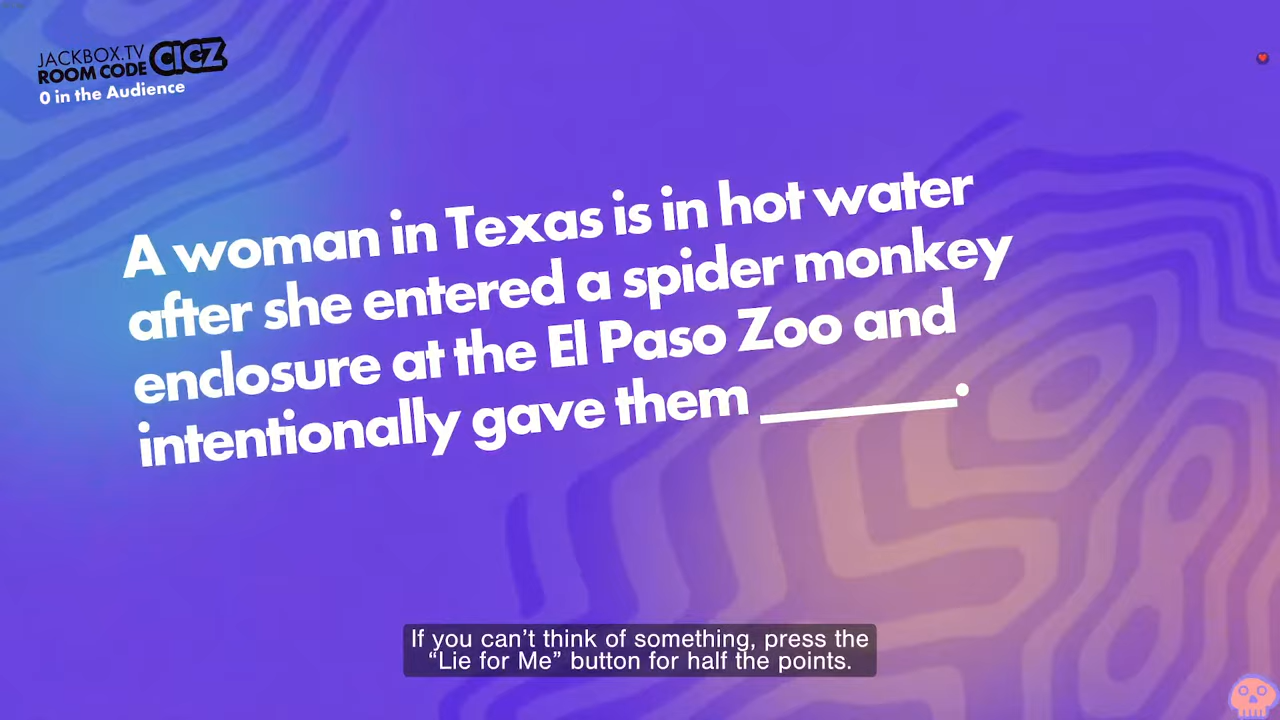 JACKBOX.TV
ROOM CODE CIGZ
0 in the Audience
A woman in Texas is in hot water
after she entered a spider monkey
enclosure at the El Paso Zoo and
intentionally gave them ________.
If you can't think of something, press the
“Lie for Me” button for half the points.